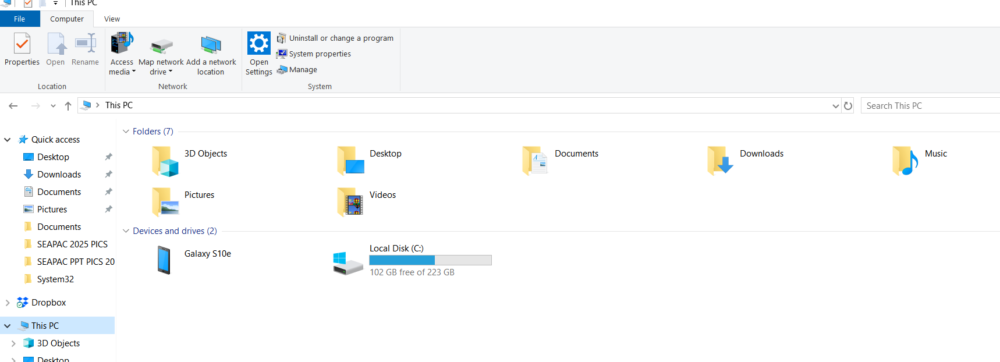 This PC
File
Computer
View
Properties
Open
Rename
Access media
Map network drive
Add a network location
Open Settings
Uninstall or change a program
System properties
Manage
Location
Network
System
This PC
Search This PC
Quick access
Desktop
Downloads
Documents
Pictures
Documents
SEAPAC 2025 PICS
SEAPAC PPT PICS 20
System32
Dropbox
This PC
3D Objects
Desktop
Folders (7)
3D Objects
Desktop
Documents
Downloads
Music
Pictures
Videos
Devices and drives (2)
Galaxy S10e
Local Disk (C:)
102 GB free of 223 GB